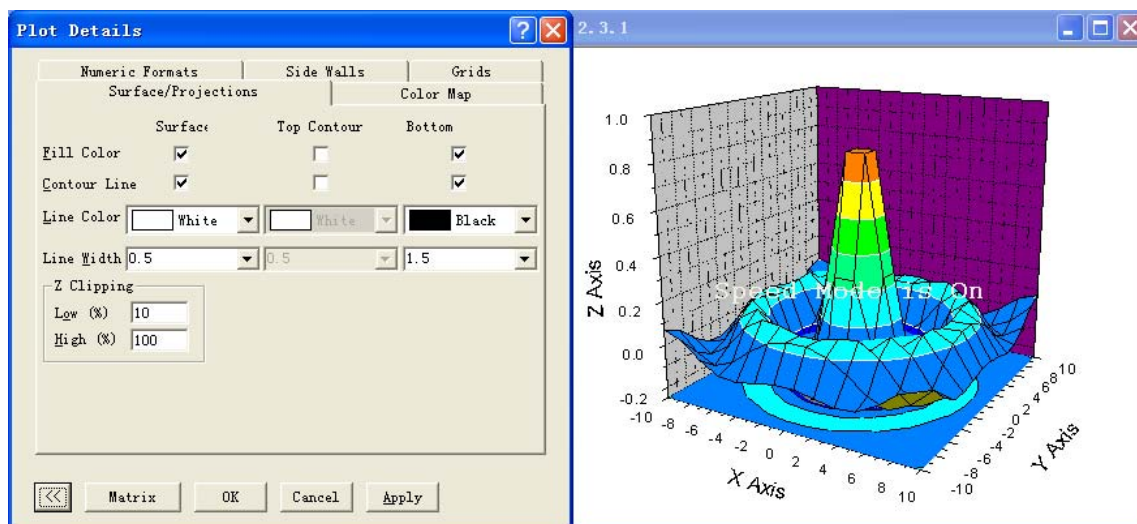 Plot Details
Numeric Formats Side Walls Grids
Surface/Projections Color Map
Surface Top Contour Bottom
Fill Color
Contour Line
Line Color White White Black
Line Width 0.5 0.5 1.5
Z Clipping
Low (%) 10
High (%) 100
<< Matrix OK Cancel Apply
2.3.1
1.0
0.8
0.6
0.4
0.2
0.0
-0.2
Z Axis
Speed Mode is On
-10 -8 -6 -4 -2 0 2 4 6 8 10
X Axis
-10 -8 -6 -4 -2 0 2 4 6 8 10
Y Axis